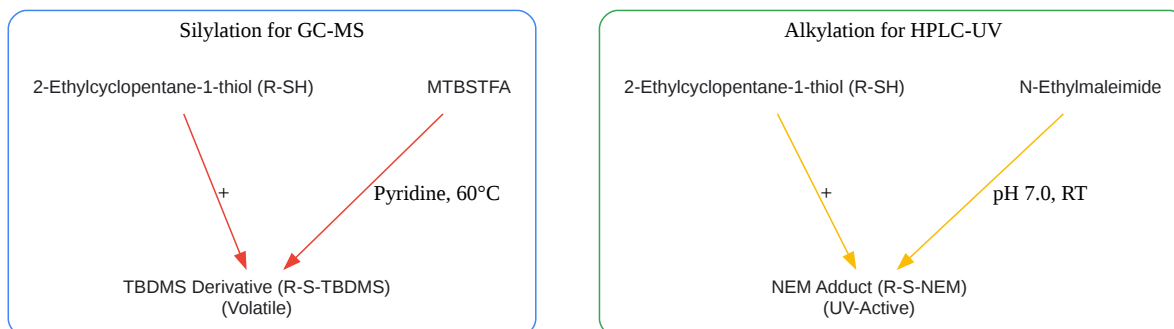 Silylation for GC-MS
2-Ethylcyclopentane-1-thiol (R-SH)
MTBSTFA
+
Pyridine, 60°C
TBDMS Derivative (R-S-TBDMS)
(Volatile)
Alkylation for HPLC-UV
2-Ethylcyclopentane-1-thiol (R-SH)
N-Ethylmaleimide
+
pH 7.0, RT
NEM Adduct (R-S-NEM)
(UV-Active)